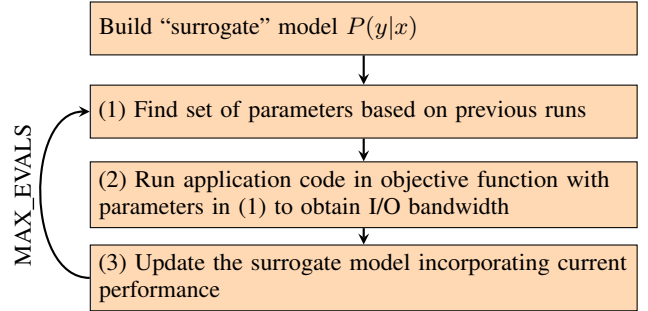 Build “surrogate” model P(y|x)
(1) Find set of parameters based on previous runs
(2) Run application code in objective function with
parameters in (1) to obtain I/O bandwidth
(3) Update the surrogate model incorporating current
performance
MAX_EVALS